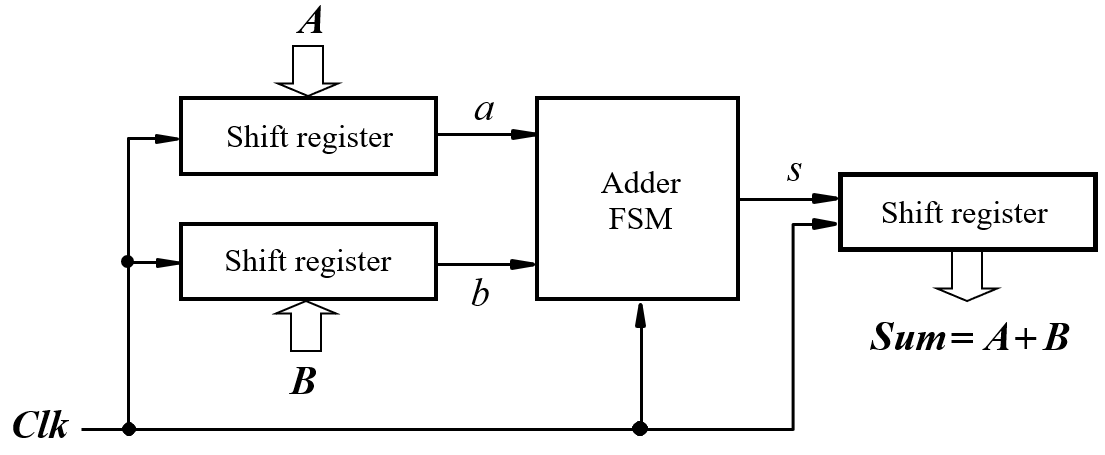 A
Shift register
a
Adder
FSM
s
Shift register
Shift register
b
B
Sum= A+B
Clk